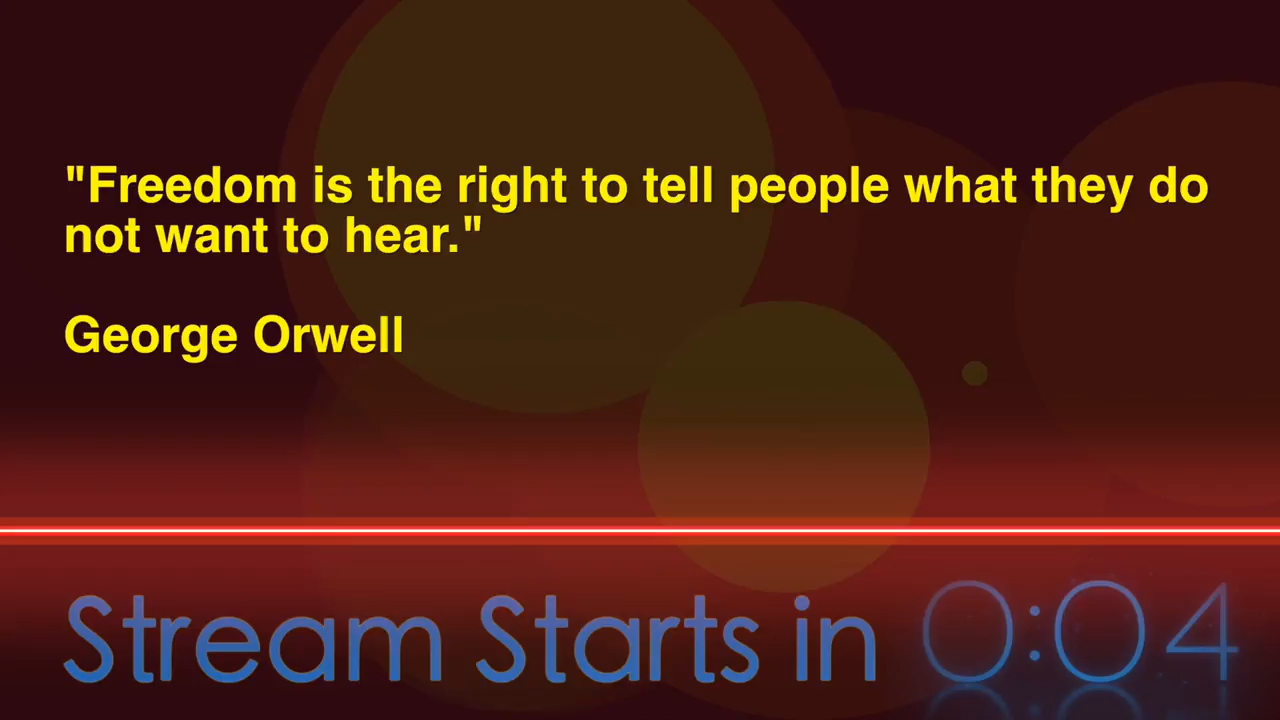 "Freedom is the right to tell people what they do
not want to hear."
George Orwell
Stream Starts in 0:04